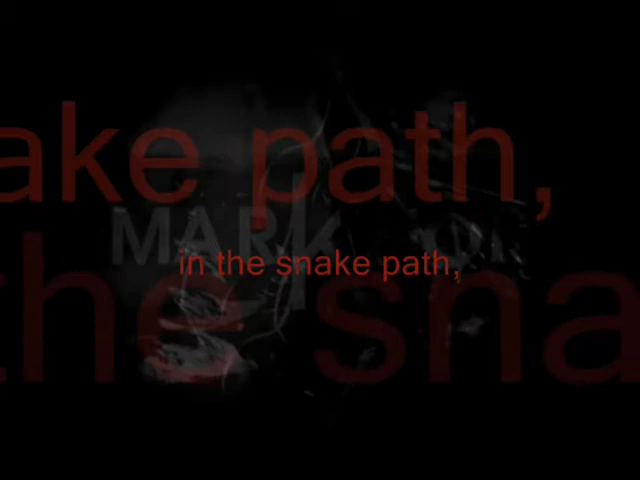 ake path,
MARK
in the snake path,
the sna